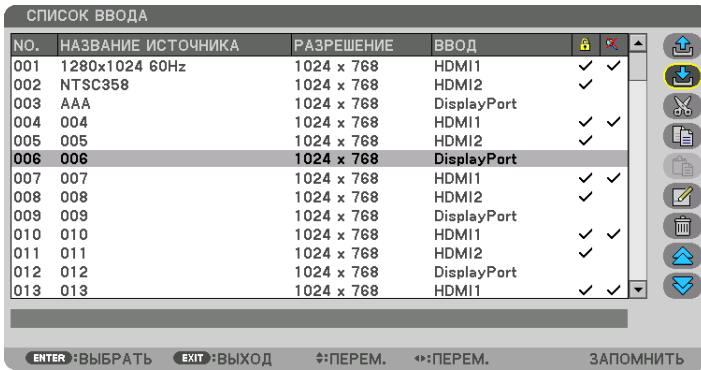 СПИСОК ВВОДА
NO. НАЗВАНИЕ ИСТОЧНИКА РАЗРЕШЕНИЕ ВВОД
001 1280x1024 60Hz 1024 x 768 HDMI1 ✓ ✓
002 NTSC358 1024 x 768 HDMI2 ✓
003 AAA 1024 x 768 DisplayPort
004 004 1024 x 768 HDMI1 ✓ ✓
005 005 1024 x 768 HDMI2 ✓
006 006 1024 x 768 DisplayPort
007 007 1024 x 768 HDMI1 ✓ ✓
008 008 1024 x 768 HDMI2 ✓
009 009 1024 x 768 DisplayPort
010 010 1024 x 768 HDMI1 ✓ ✓
011 011 1024 x 768 HDMI2 ✓
012 012 1024 x 768 DisplayPort
013 013 1024 x 768 HDMI1 ✓ ✓
ENTER :ВЫБРАТЬ EXIT :ВЫХОД :ПЕРЕМ. :ПЕРЕМ. ЗАПОМНИТЬ